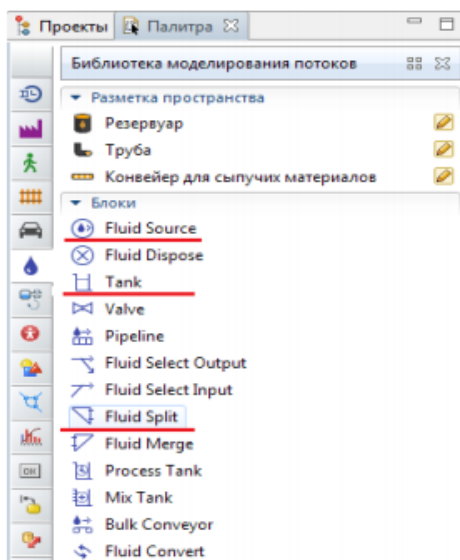 Проекты Палитра
Библиотека моделирования потоков
Разметка пространства
Резервуар
Труба
Конвейер для сыпучих материалов
Блоки
Fluid Source
Fluid Dispose
Tank
Valve
Pipeline
Fluid Select Output
Fluid Select Input
Fluid Split
Fluid Merge
Process Tank
Mix Tank
Bulk Conveyor
Fluid Convert
OK